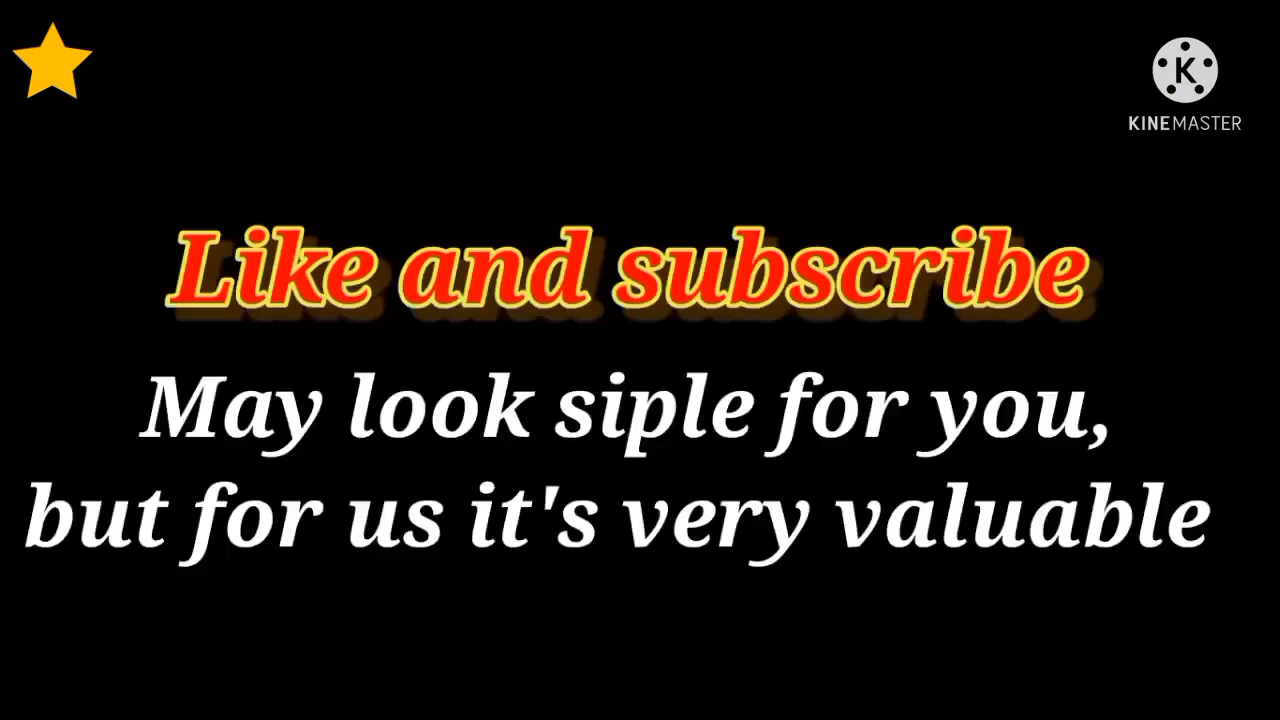 K
KINEMASTER
Like and subscribe
May look siple for you,
but for us it's very valuable